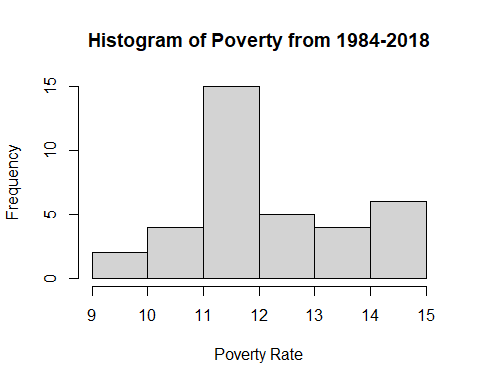 Histogram of Poverty from 1984-2018
Frequency
15
10
5
0
9 10 11 12 13 14 15
Poverty Rate